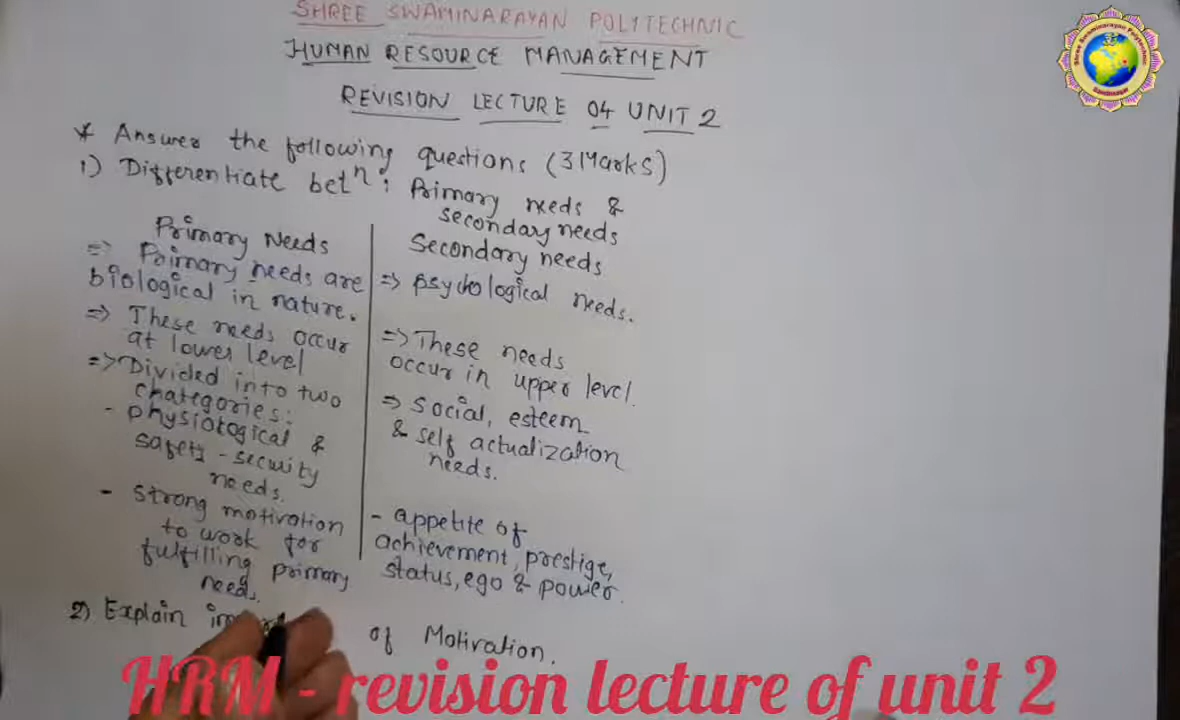 SHREE SWAMINARAYAN POLYTECHNIC
HUMAN RESOURCE MANAGEMENT
REVISION LECTURE 04 UNIT 2
* Answer the following questions (3 Marks)
1) Differentiate betn : Primary needs &
secondary needs
Primary Needs
=> Primary needs are
biological in nature.
=> These needs occur
at lower level
=> Divided into two
chategories:
- physiological &
safety - security
needs.
- Strong motivation
to work for
fulfilling primary
needs.
Secondary needs
=> psychological needs.
=> These needs
occur in upper level.
=> Social, esteem
& self actualization
needs.
- appetite of
achievement, prestige,
status, ego & power.
2) Explain of Motivation.
HRM - revision lecture of unit 2
Shree Swaminarayan Polytechnic